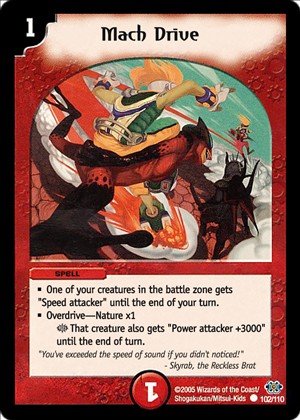 1
Mach Drive
SPELL
▪ One of your creatures in the battle zone gets
"Speed attacker" until the end of your turn.
▪ Overdrive—Nature x1
That creature also gets "Power attacker +3000"
until the end of your turn.
"You've exceeded the speed of sound if you didn't noticed!"
- Skyrab, the Reckless Brat
1
©2005 Wizards of the Coast/
Shogakukan/Mitsui-Kids ● 102/110